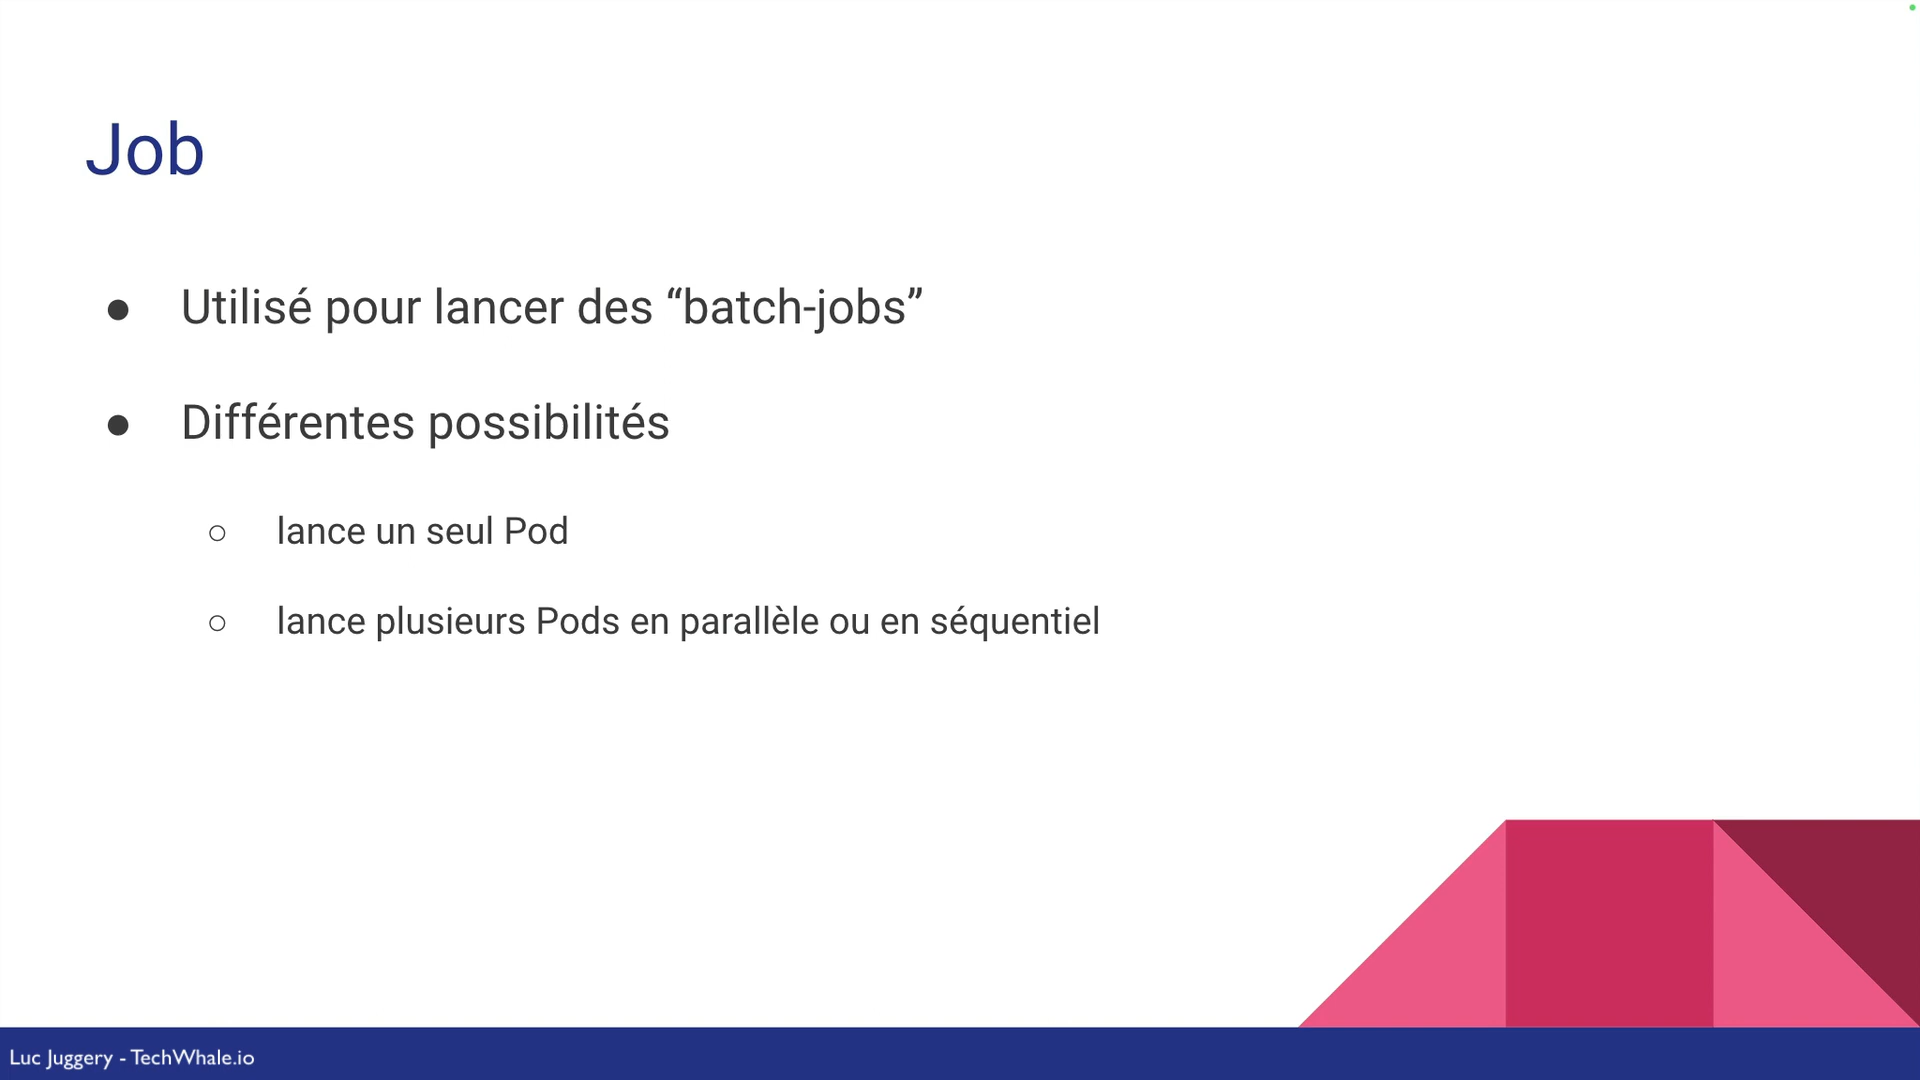 Job
● Utilisé pour lancer des “batch-jobs”
● Différentes possibilités
○ lance un seul Pod
○ lance plusieurs Pods en parallèle ou en séquentiel
Luc Juggery - TechWhale.io